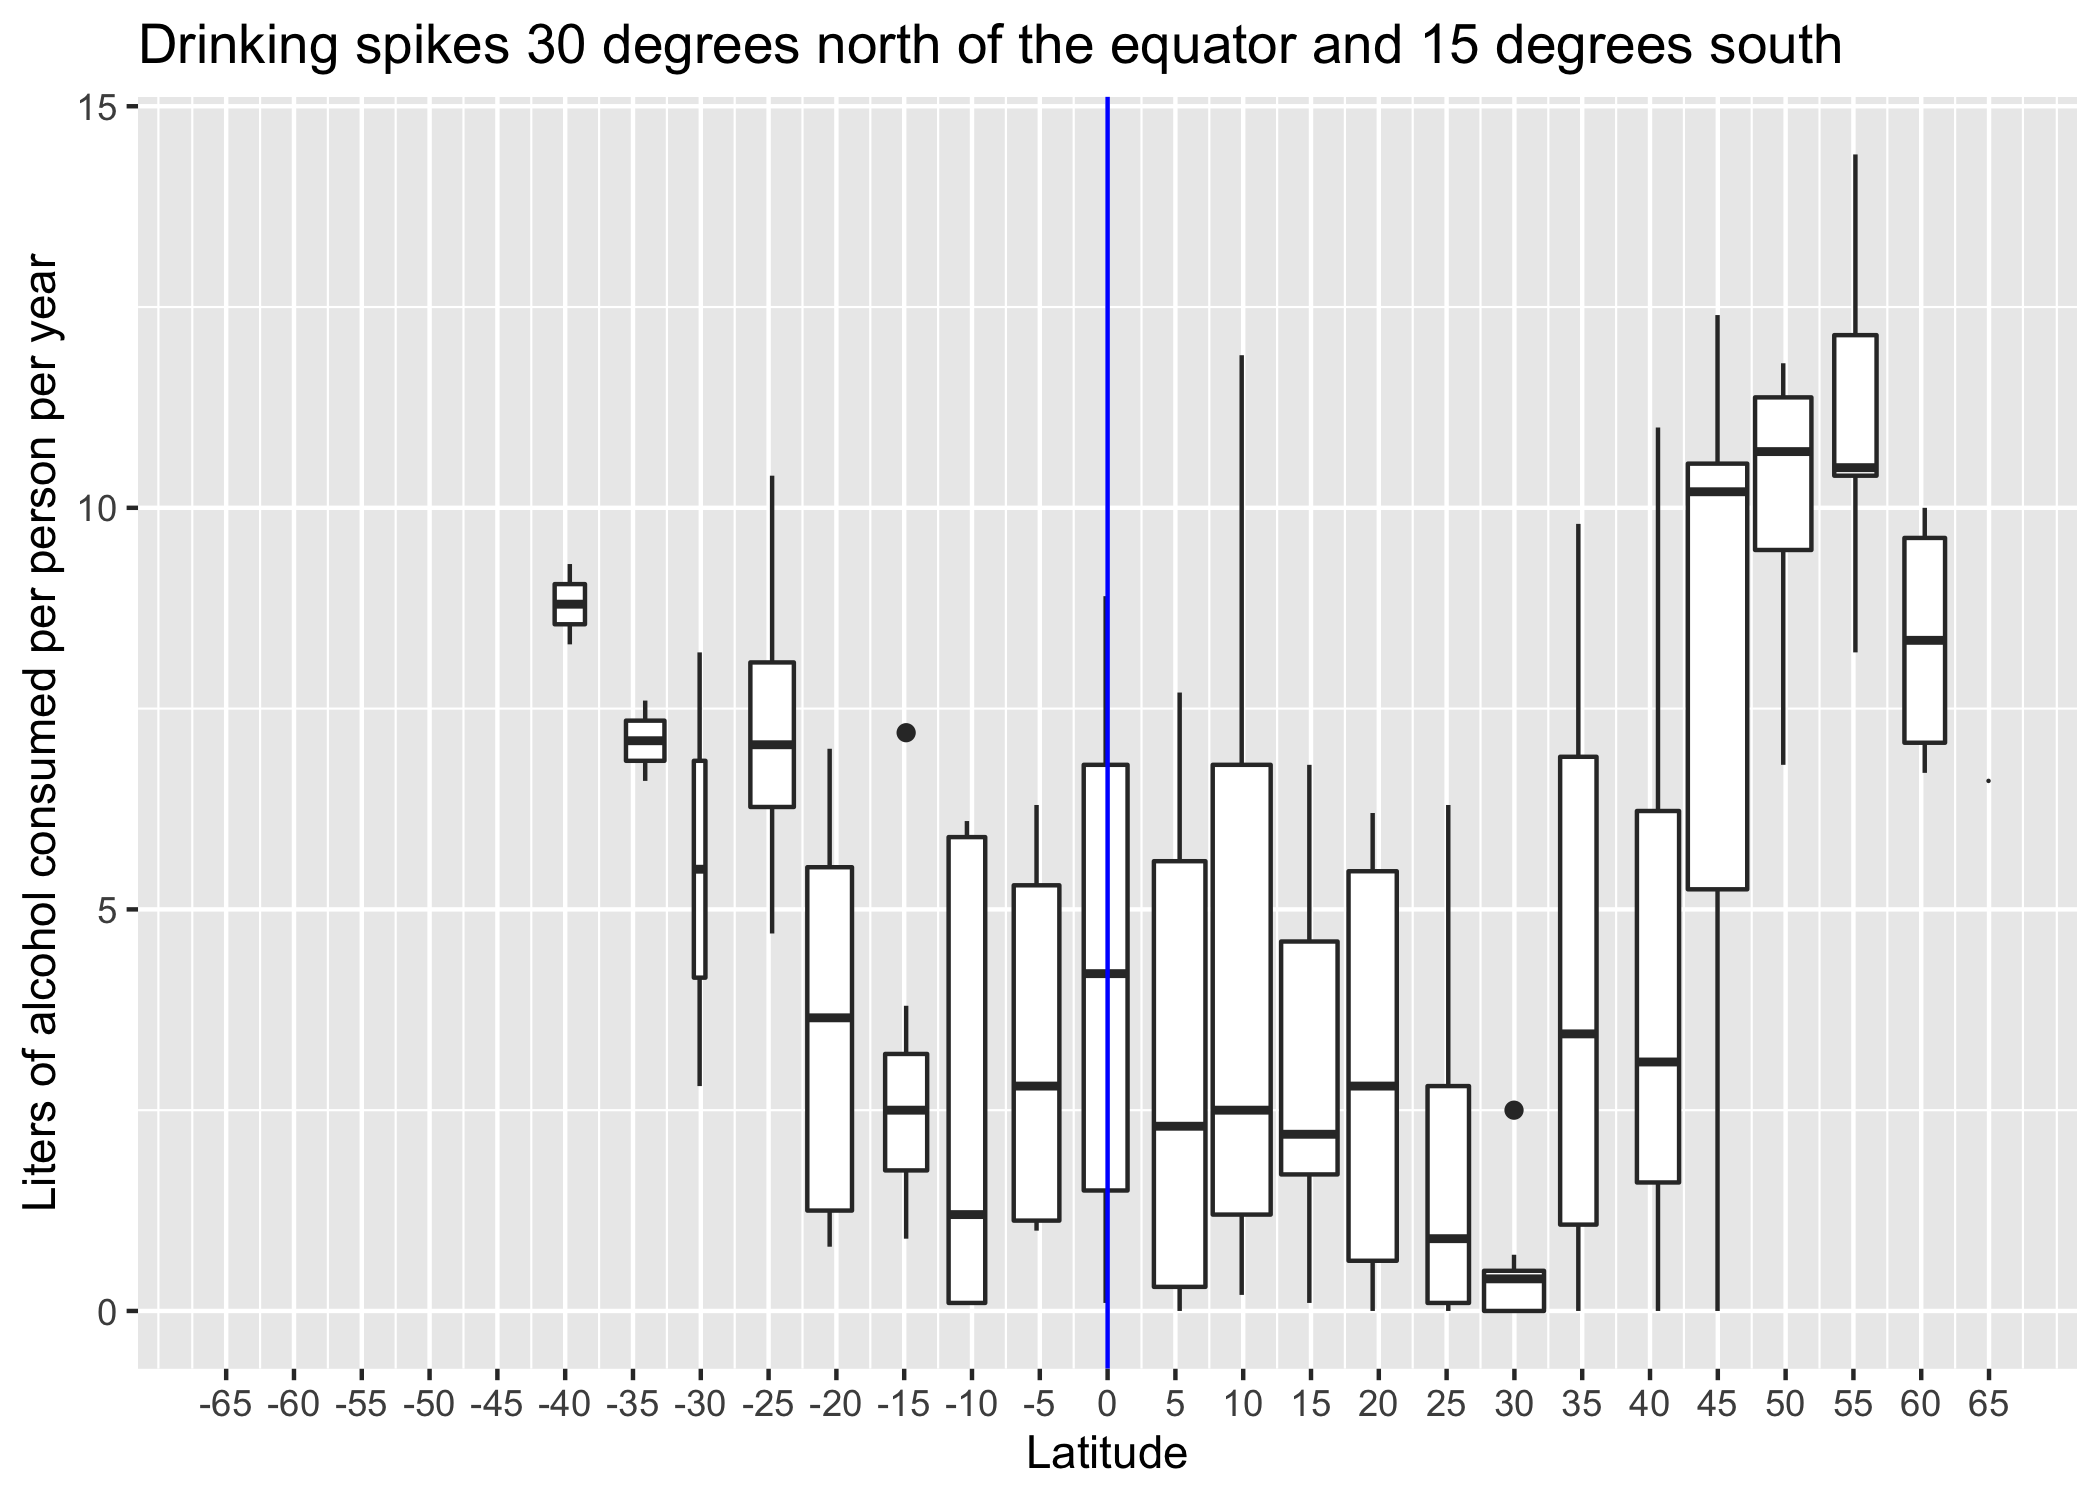 Drinking spikes 30 degrees north of the equator and 15 degrees south
Liters of alcohol consumed per person per year
15
10
5
0
-65 -60 -55 -50 -45 -40 -35 -30 -25 -20 -15 -10 -5 0 5 10 15 20 25 30 35 40 45 50 55 60 65
Latitude